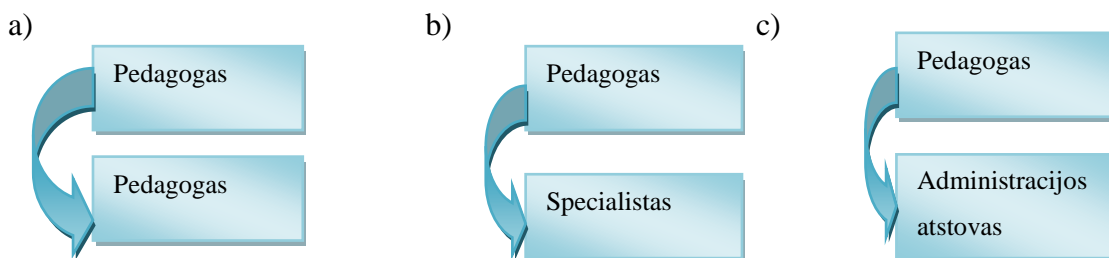 a)
Pedagogas
Pedagogas
b)
Pedagogas
Specialistas
c)
Pedagogas
Administracijos
atstovas